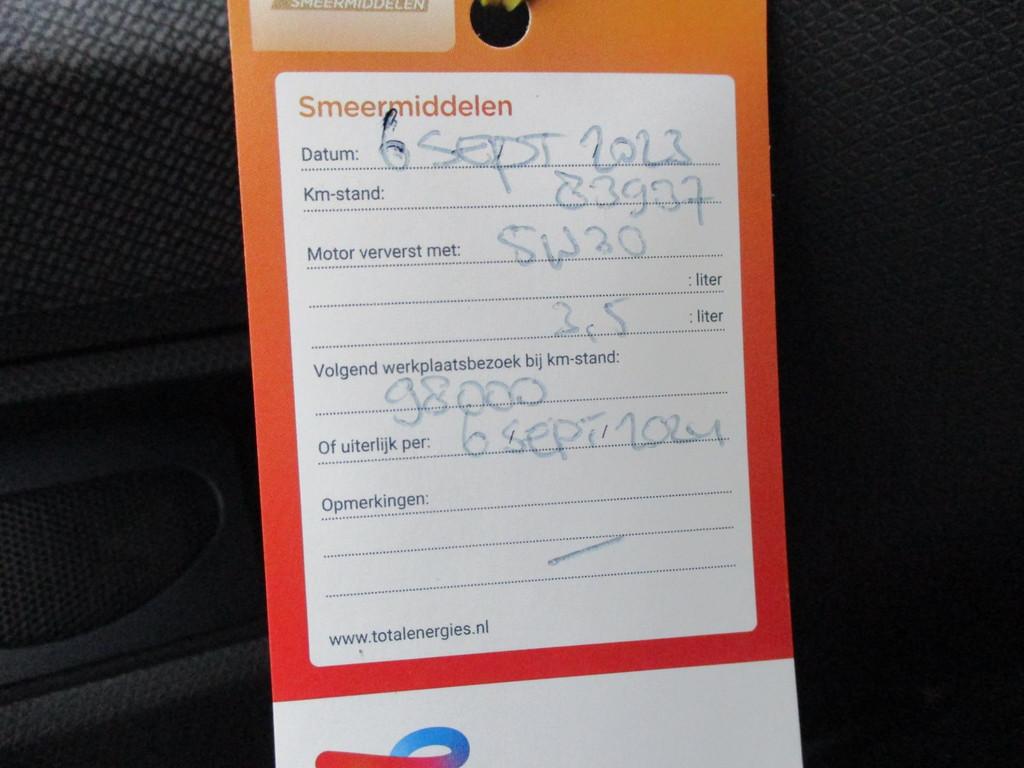 SMEERMIDDELEN
Smeermiddelen
Datum: 6 SEPT 2023
Km-stand: 83937
Motor ververst met: 5W30
: liter
3,5 : liter
Volgend werkplaatsbezoek bij km-stand:
98000
Of uiterlijk per: 6 SEPT 2024
Opmerkingen:
www.totalenergies.nl